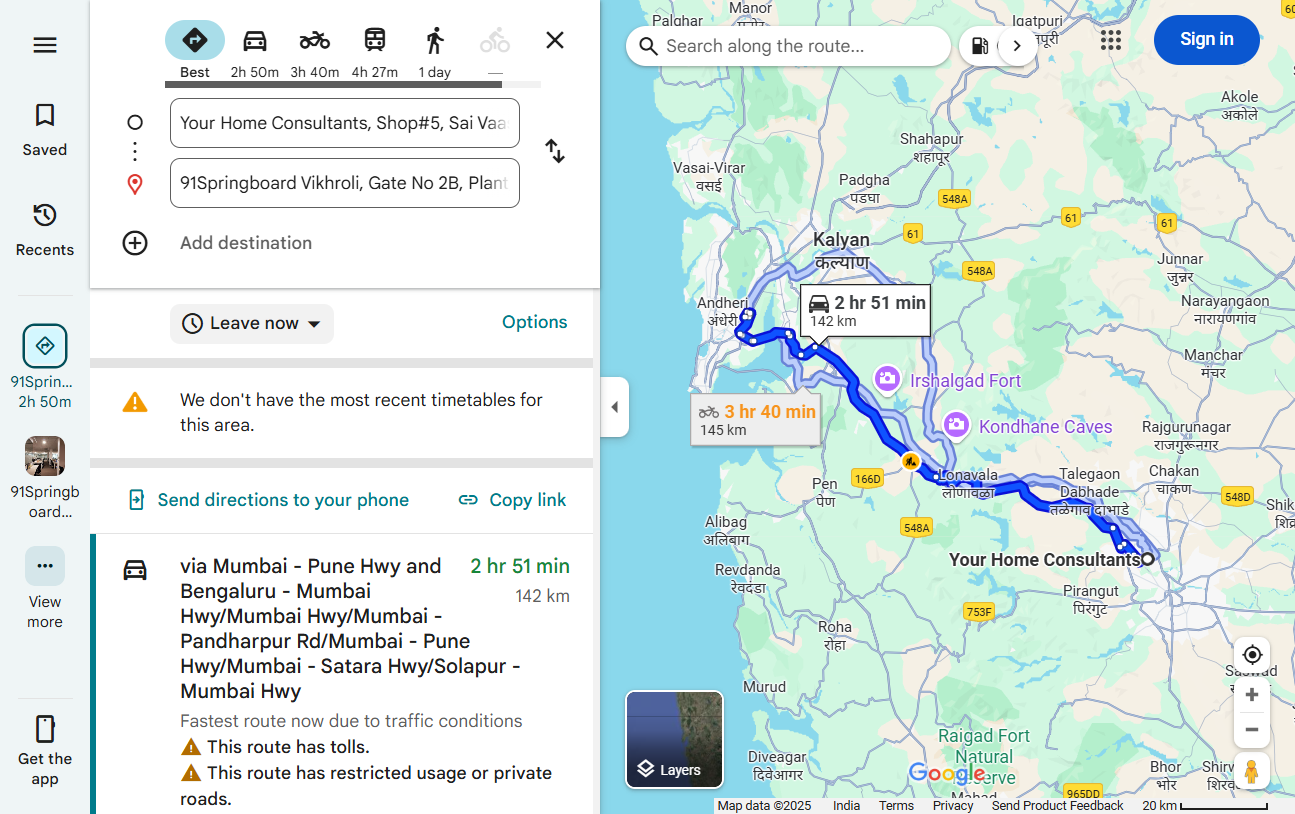 Saved
Recents
91Sprin...
2h 50m
91Springb
oard...
View
more
Get the
app
Best
2h 50m
3h 40m
4h 27m
1 day
—
Your Home Consultants, Shop#5, Sai Vaa
91Springboard Vikhroli, Gate No 2B, Plant
Add destination
Leave now
Options
We don't have the most recent timetables for
this area.
Send directions to your phone
Copy link
via Mumbai - Pune Hwy and
Bengaluru - Mumbai
Hwy/Mumbai Hwy/Mumbai -
Pandharpur Rd/Mumbai - Pune
Hwy/Mumbai - Satara Hwy/Solapur -
Mumbai Hwy
2 hr 51 min
142 km
Fastest route now due to traffic conditions
This route has tolls.
This route has restricted usage or private
roads.
Search along the route...
Sign in
Palghar
Manor
मनोर
Igatpuri
60
Akole
अकोले
Shahapur
शहापूर
Vasai-Virar
वसई
Padgha
पडघा
548A
61
61
61
Kalyan
कल्याण
548A
Junnar
जुन्नर
Andheri
अंधेरी
2 hr 51 min
142 km
Narayangaon
नारायणगांव
Manchar
मंचर
Irshalgad Fort
3 hr 40 min
145 km
Kondhane Caves
Rajgurunagar
राजगुरूनगर
Lonavala
लोणावळा
Talegaon
Dabhade
तळेगाव दाभाडे
Chakan
चाकण
Pen
पेण
166D
548D
Alibag
अलिबाग
548A
Revdanda
रेवदंडा
Your Home Consultants
Pirangut
पिरंगुट
753F
Roha
रोहा
Saswad
Murud
Raigad Fort
Natural
Reserve
Diveagar
दिवेआगर
Bhor
भोर
Layers
Google
965DD
Mahad
Map data ©2025
India
Terms
Privacy
Send Product Feedback
20 km